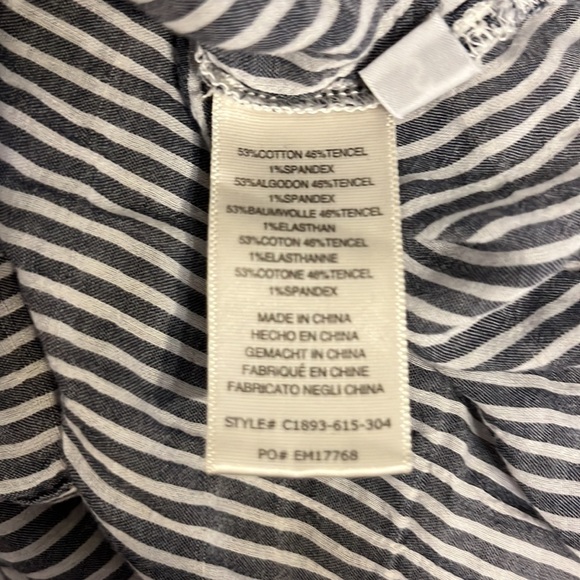 53%COTTON 46%TENCEL
1%SPANDEX
53%ALGODON 46%TENCEL
1%SPANDEX
53%BAUMWOLLE 46%TENCEL
1%ELASTHAN
53%COTON 46%TENCEL
1%ELASTHANNE
53%COTONE 46%TENCEL
1%SPANDEX
MADE IN CHINA
HECHO EN CHINA
GEMACHT IN CHINA
FABRIQUÉ EN CHINE
FABRICATO NEGLI CHINA
STYLE# C1893-615-304
PO# EM17768